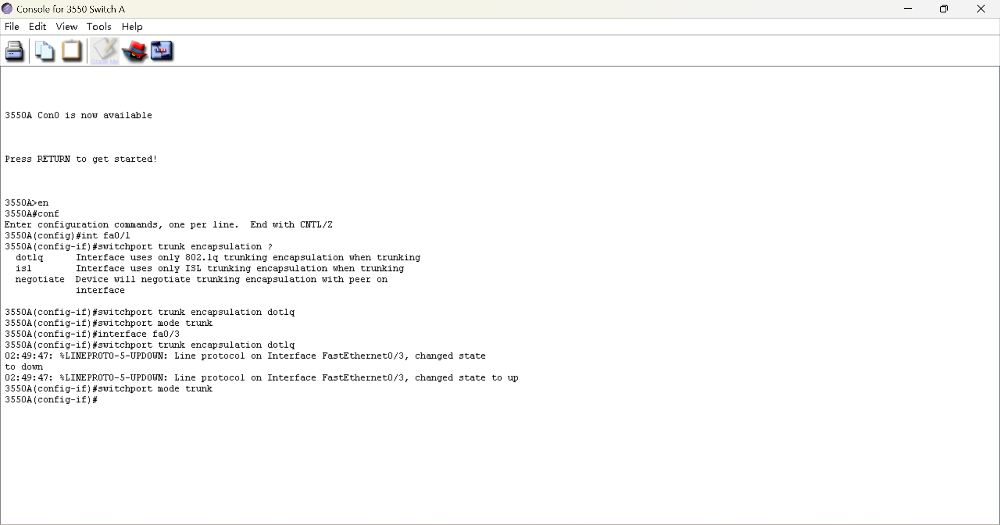 Console for 3550 Switch A
File Edit View Tools Help
Grade Me
3550A Con0 is now available
Press RETURN to get started!
3550A>en
3550A#conf
Enter configuration commands, one per line.  End with CNTL/Z
3550A(config)#int fa0/1
3550A(config-if)#switchport trunk encapsulation ?
  dot1q      Interface uses only 802.1q trunking encapsulation when trunking
  isl        Interface uses only ISL trunking encapsulation when trunking
  negotiate  Device will negotiate trunking encapsulation with peer on
             interface
3550A(config-if)#switchport trunk encapsulation dot1q
3550A(config-if)#switchport mode trunk
3550A(config-if)#interface fa0/3
3550A(config-if)#switchport trunk encapsulation dot1q
02:49:47: %LINEPROTO-5-UPDOWN: Line protocol on Interface FastEthernet0/3, changed state
to down
02:49:47: %LINEPROTO-5-UPDOWN: Line protocol on Interface FastEthernet0/3, changed state to up
3550A(config-if)#switchport mode trunk
3550A(config-if)#